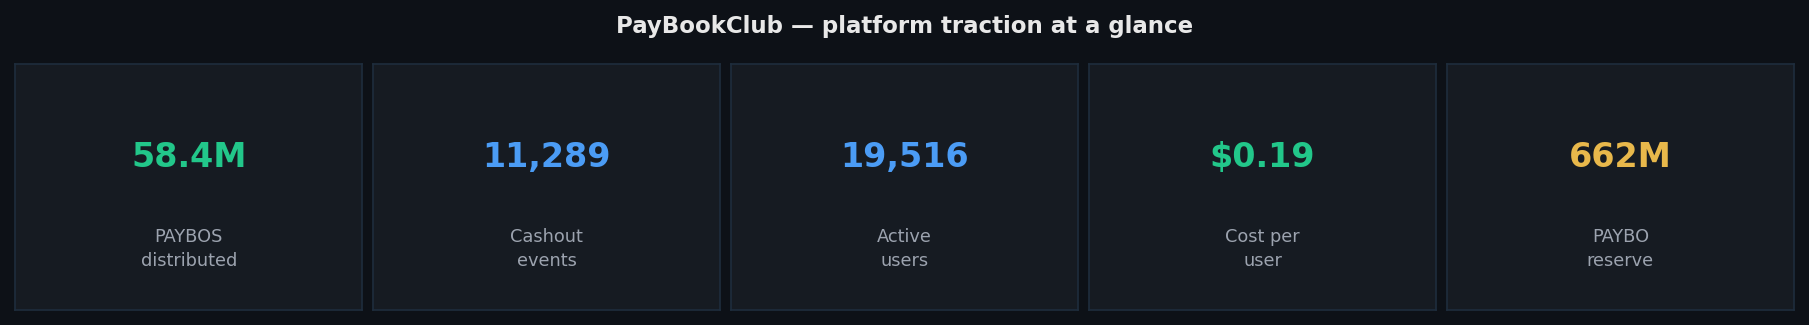 PayBookClub — platform traction at a glance
58.4M
PAYBOS
distributed
11,289
Cashout
events
19,516
Active
users
$0.19
Cost per
user
662M
PAYBO
reserve